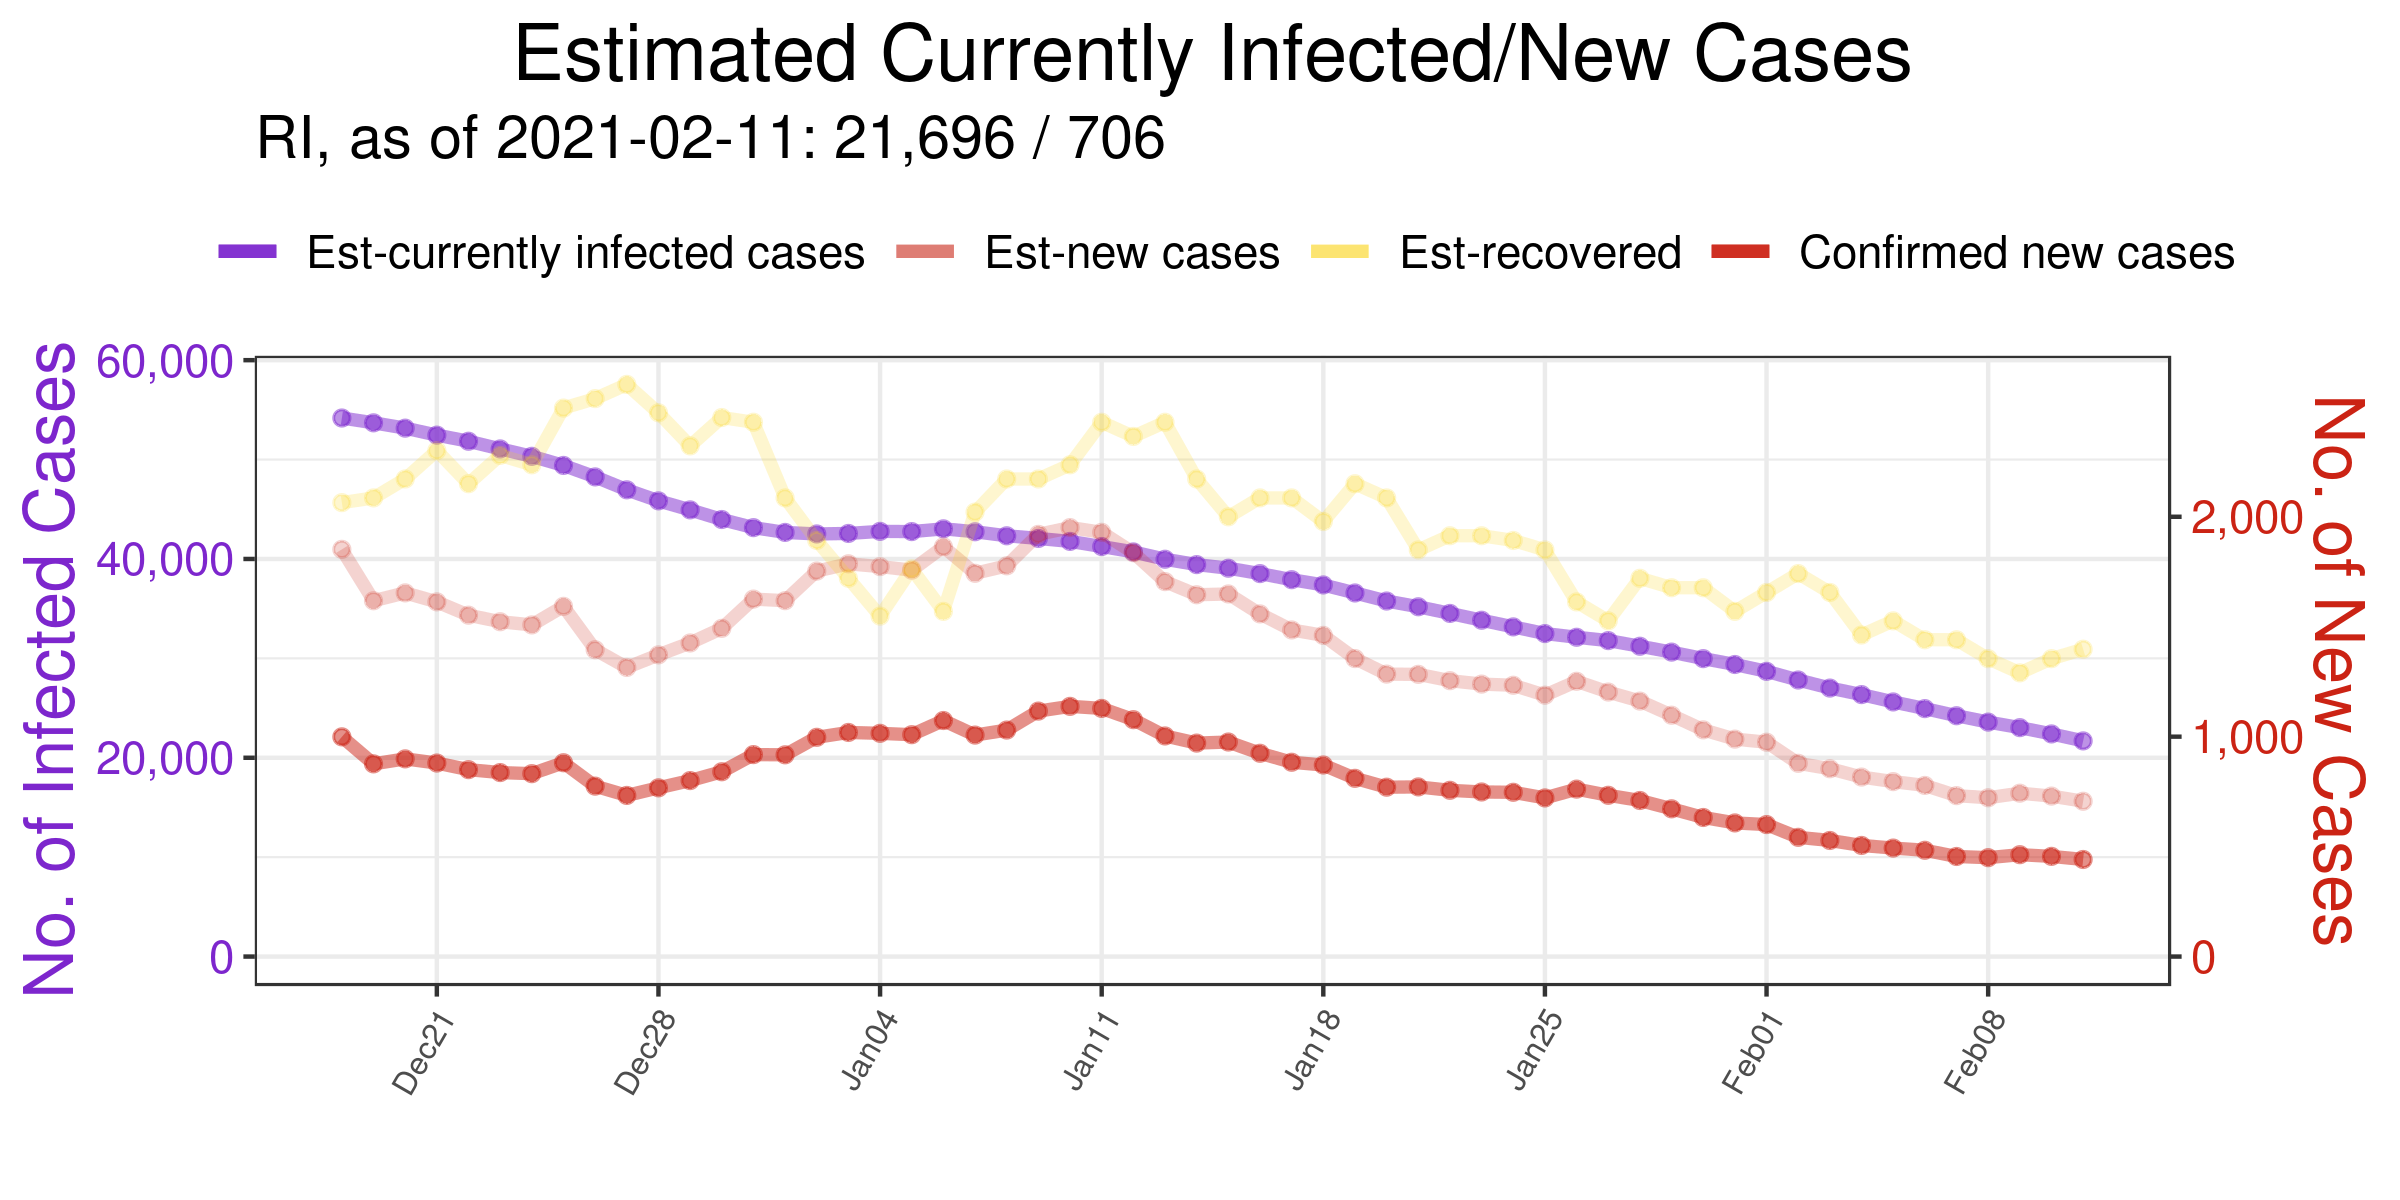 Estimated Currently Infected/New Cases
RI, as of 2021-02-11: 21,696 / 706
Est-currently infected cases Est-new cases Est-recovered Confirmed new cases
No. of Infected Cases
60,000
40,000
20,000
0
2,000
1,000
0
No. of New Cases
Dec21 Dec28 Jan04 Jan11 Jan18 Jan25 Feb01 Feb08